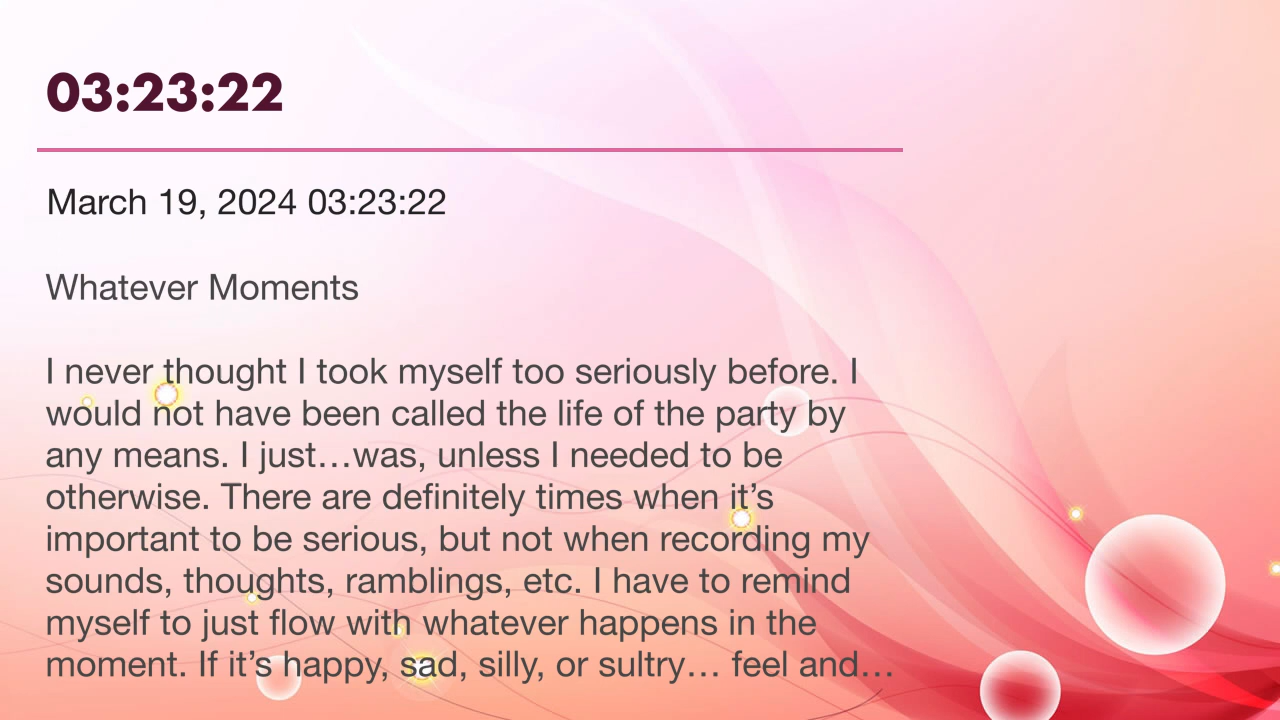 03:23:22
March 19, 2024 03:23:22
Whatever Moments
I never thought I took myself too seriously before. I
would not have been called the life of the party by
any means. I just…was, unless I needed to be
otherwise. There are definitely times when it’s
important to be serious, but not when recording my
sounds, thoughts, ramblings, etc. I have to remind
myself to just flow with whatever happens in the
moment. If it’s happy, sad, silly, or sultry… feel and…